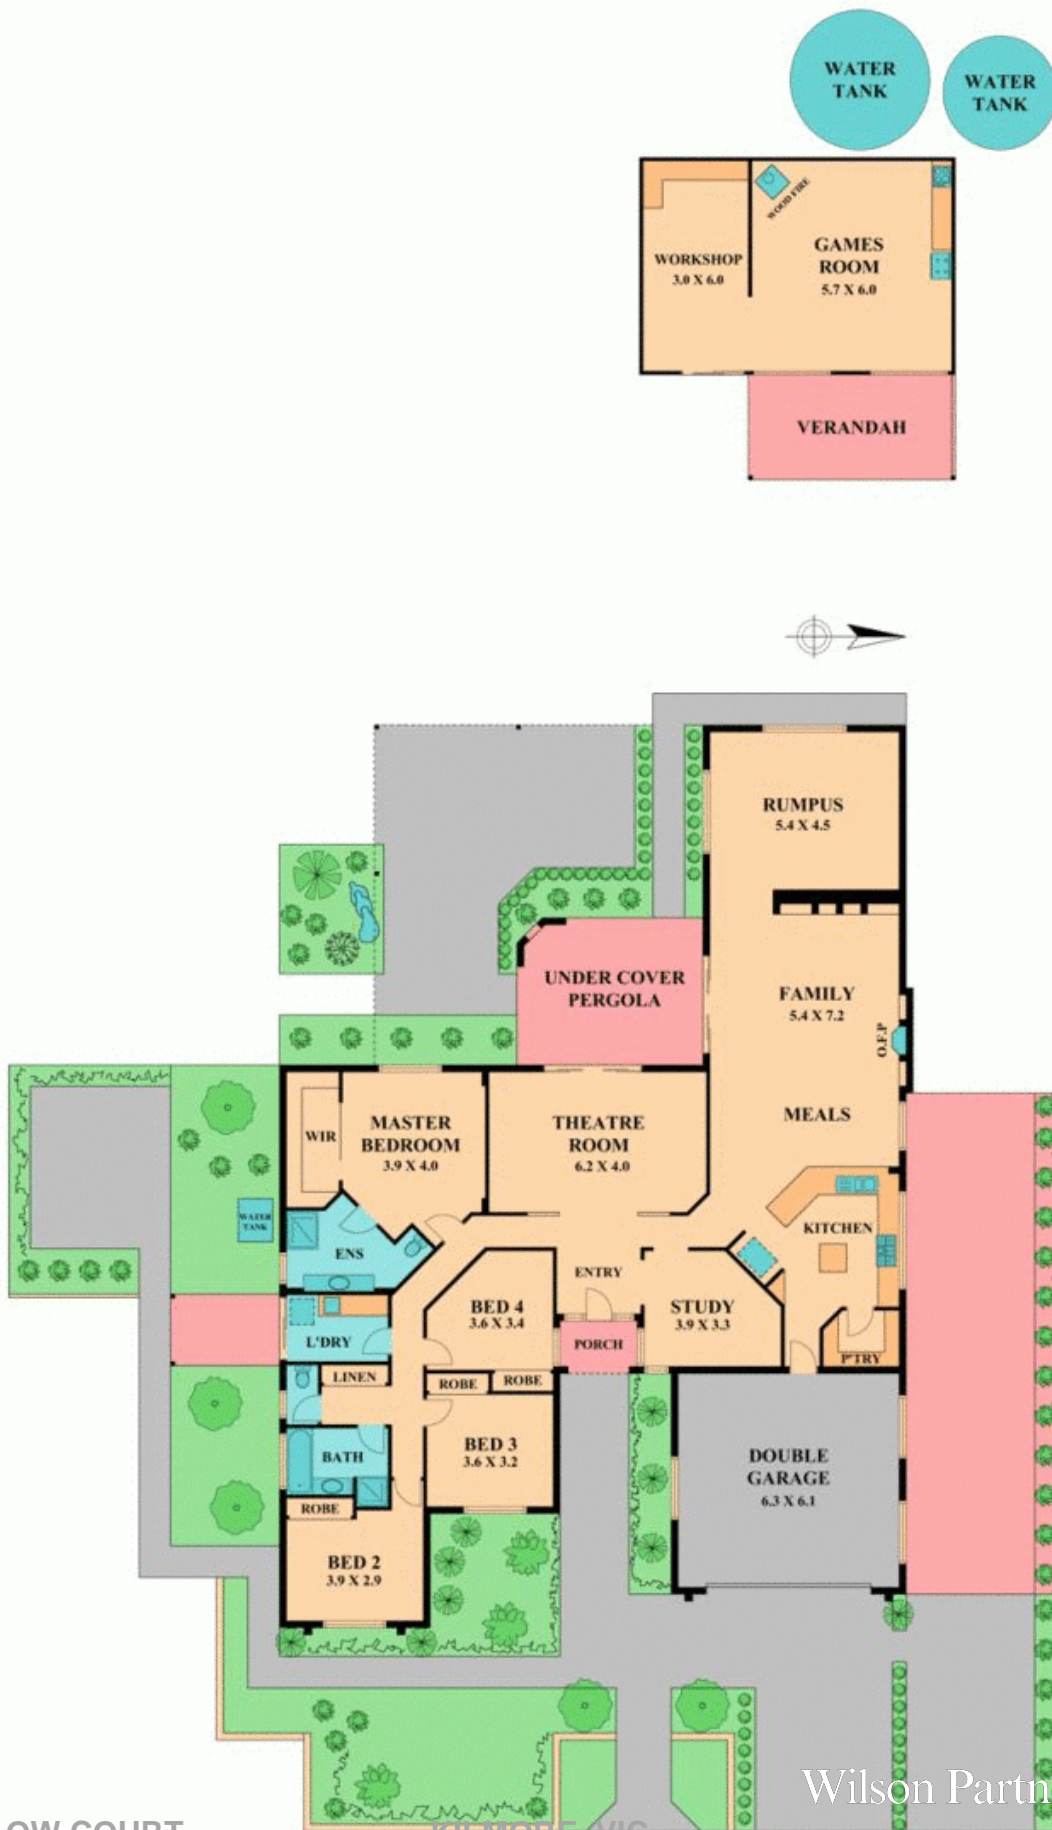 WATER
TANK
WATER
TANK
WOOD FIRE
WORKSHOP
3.0 X 6.0
GAMES
ROOM
5.7 X 6.0
VERANDAH
RUMPUS
5.4 X 4.5
UNDER COVER
PERGOLA
FAMILY
5.4 X 7.2
O.F.P
MEALS
WIR
MASTER
BEDROOM
3.9 X 4.0
THEATRE
ROOM
6.2 X 4.0
WATER
TANK
ENS
KITCHEN
ENTRY
BED 4
3.6 X 3.4
STUDY
3.9 X 3.3
L'DRY
PORCH
P'TRY
LINEN
ROBE
ROBE
BATH
BED 3
3.6 X 3.2
DOUBLE
GARAGE
6.3 X 6.1
ROBE
BED 2
3.9 X 2.9
Wilson Partn
OW COURT
KILMORE, VIC